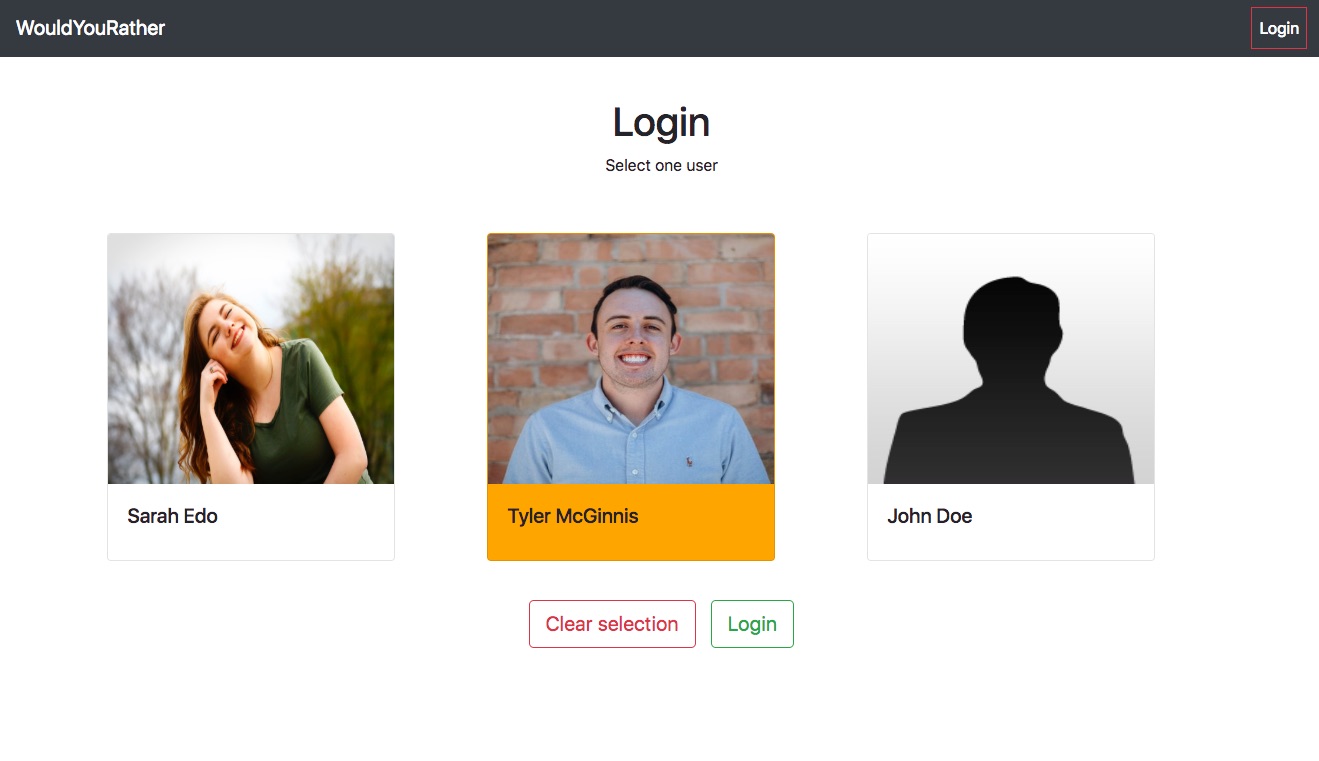 WouldYouRather
Login
Login
Select one user
Sarah Edo
Tyler McGinnis
John Doe
Clear selection
Login